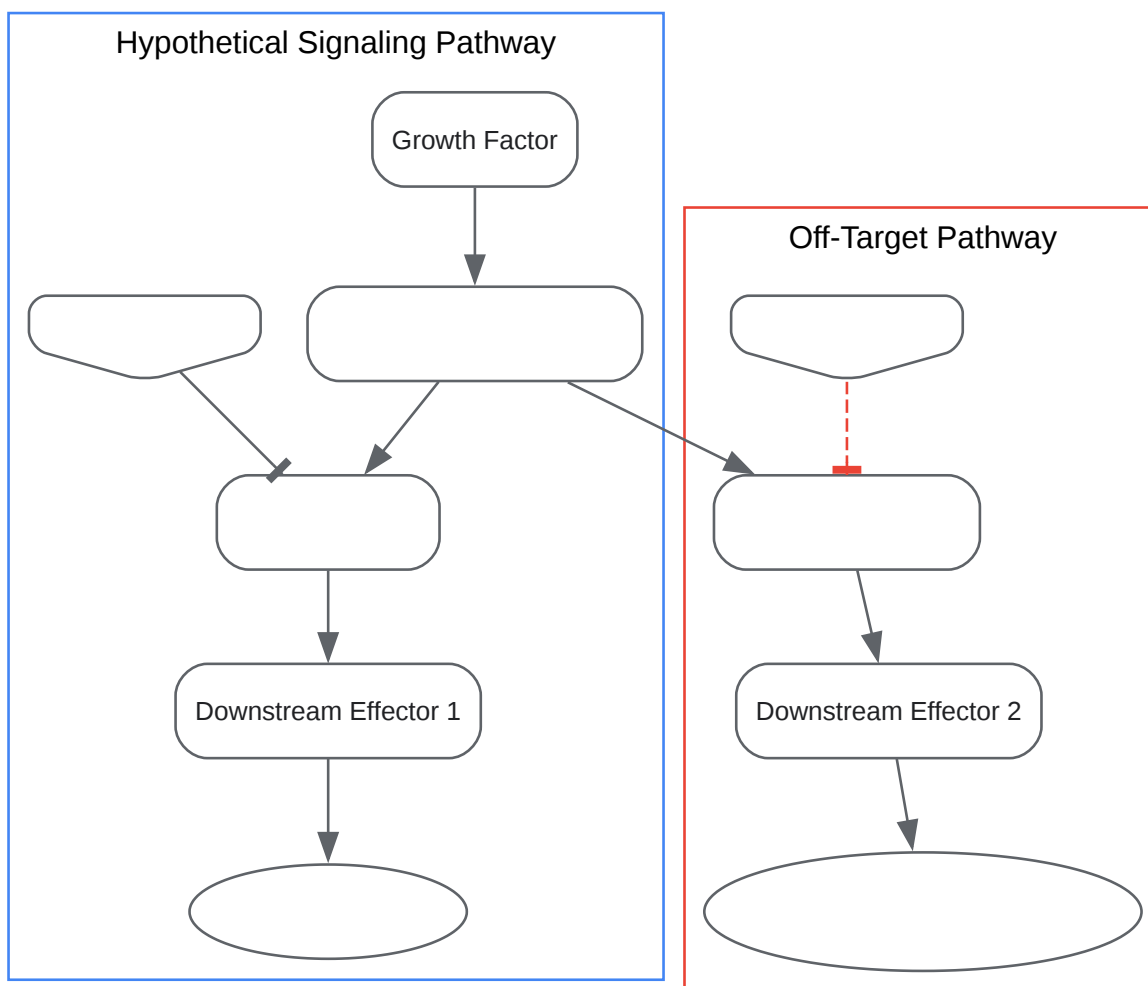 Hypothetical Signaling Pathway
Growth Factor
Off-Target Pathway
Downstream Effector 1
Downstream Effector 2